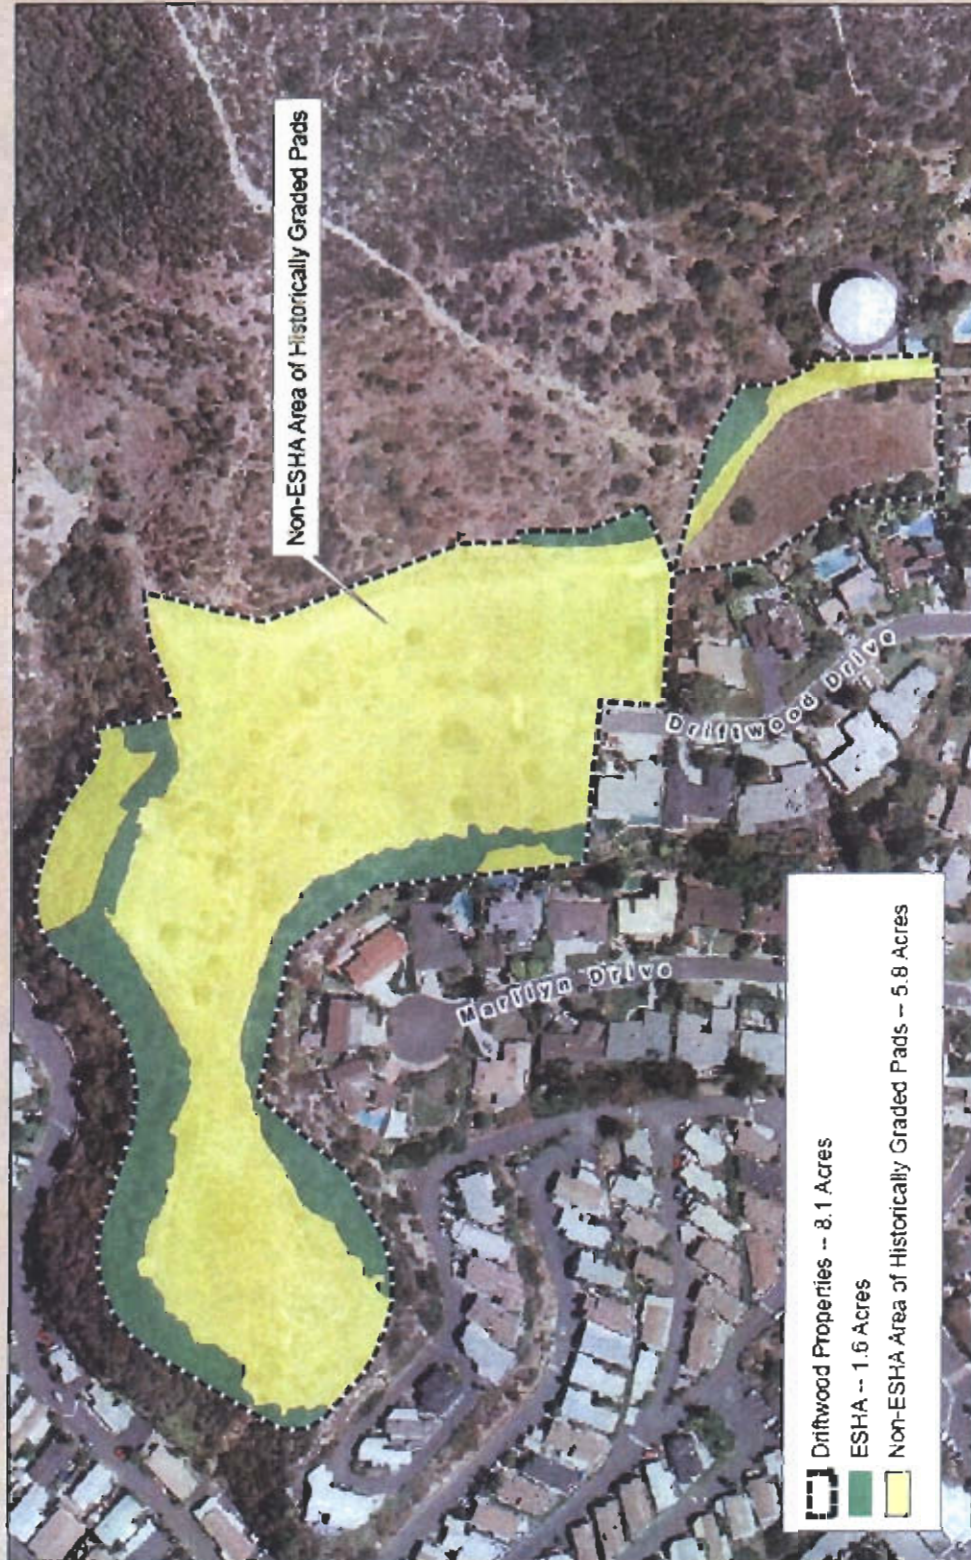 Non-ESHA Area of Historically Graded Pads
Driftwood Drive
Marilyn Drive
Driftwood Properties -- 8.1 Acres
ESHA -- 1.6 Acres
Non-ESHA Area of Historically Graded Pads -- 5.8 Acres